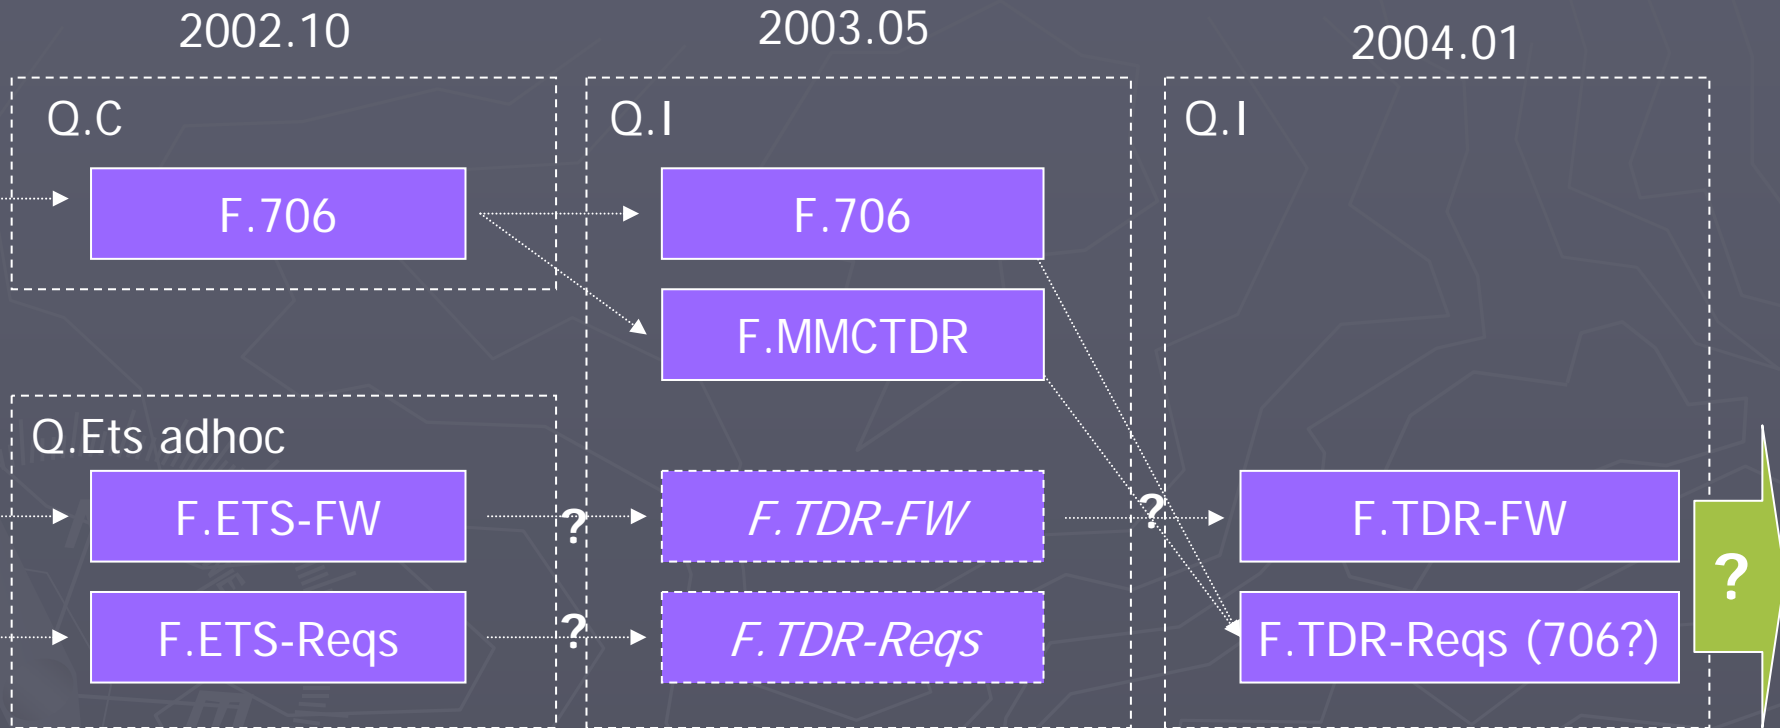 2002.10
2003.05
2004.01
Q.C
Q.I
Q.I
F.706
F.706
F.MMCTDR
Q.Ets adhoc
F.ETS-FW
?
F.TDR-FW
?
F.TDR-FW
F.ETS-Reqs
?
F.TDR-Reqs
F.TDR-Reqs (706?)
?